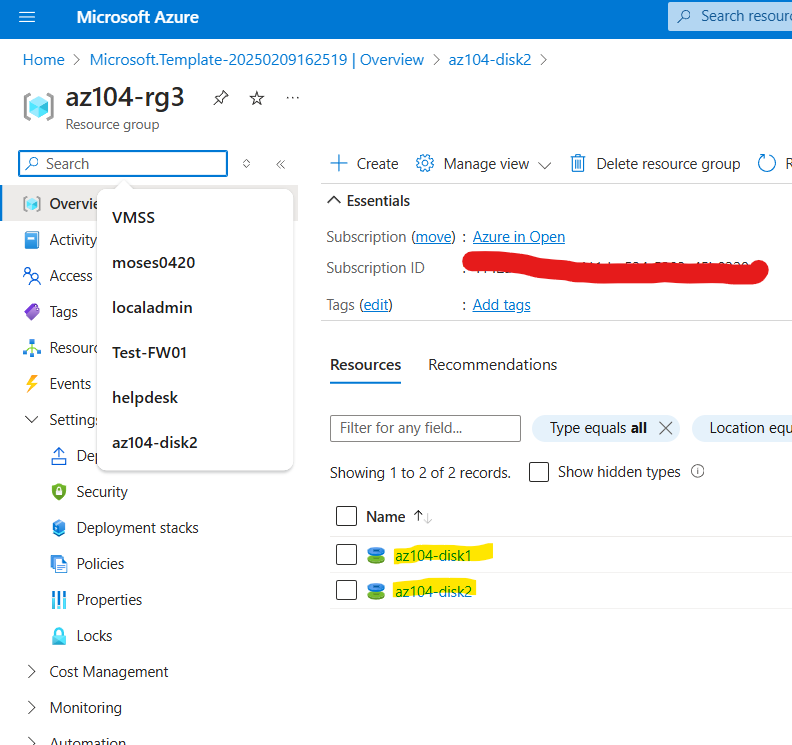 Microsoft Azure
Search resour
Home > Microsoft.Template-20250209162519 | Overview > az104-disk2 >
az104-rg3
Resource group
Search
Create Manage view Delete resource group
Overvie
Activity
Access
Tags
Resourc
Events
Settings
Dep
Security
Deployment stacks
Policies
Properties
Locks
Cost Management
Monitoring
Automation
VMSS
moses0420
localadmin
Test-FW01
helpdesk
az104-disk2
Essentials
Subscription (move) : Azure in Open
Subscription ID :
Tags (edit) : Add tags
Resources Recommendations
Filter for any field... Type equals all Location equ
Showing 1 to 2 of 2 records. Show hidden types
Name
az104-disk1
az104-disk2